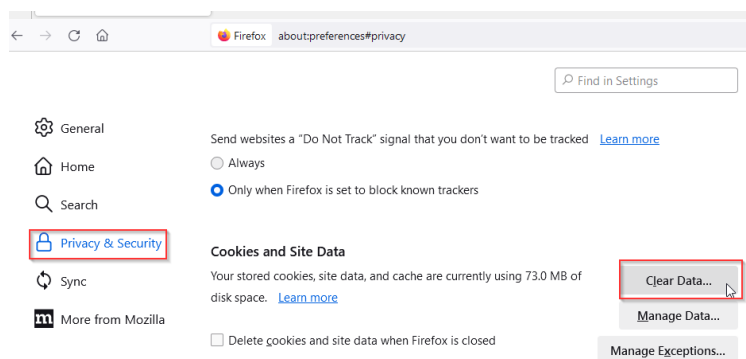 Firefox about:preferences#privacy
Find in Settings
General
Home
Search
Privacy & Security
Sync
More from Mozilla
Send websites a “Do Not Track” signal that you don’t want to be tracked Learn more
Always
Only when Firefox is set to block known trackers
Cookies and Site Data
Your stored cookies, site data, and cache are currently using 73.0 MB of
disk space. Learn more
Clear Data...
Manage Data...
Delete cookies and site data when Firefox is closed
Manage Exceptions...